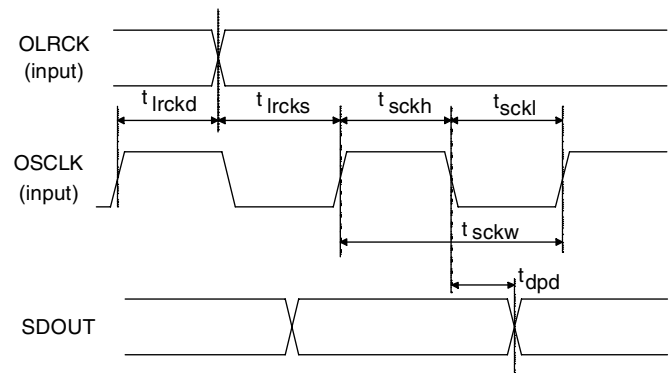 OLRCK
(input)
t lrckd
t lrcks
t sckh
t sckl
OSCLK
(input)
t sckw
t dpd
SDOUT